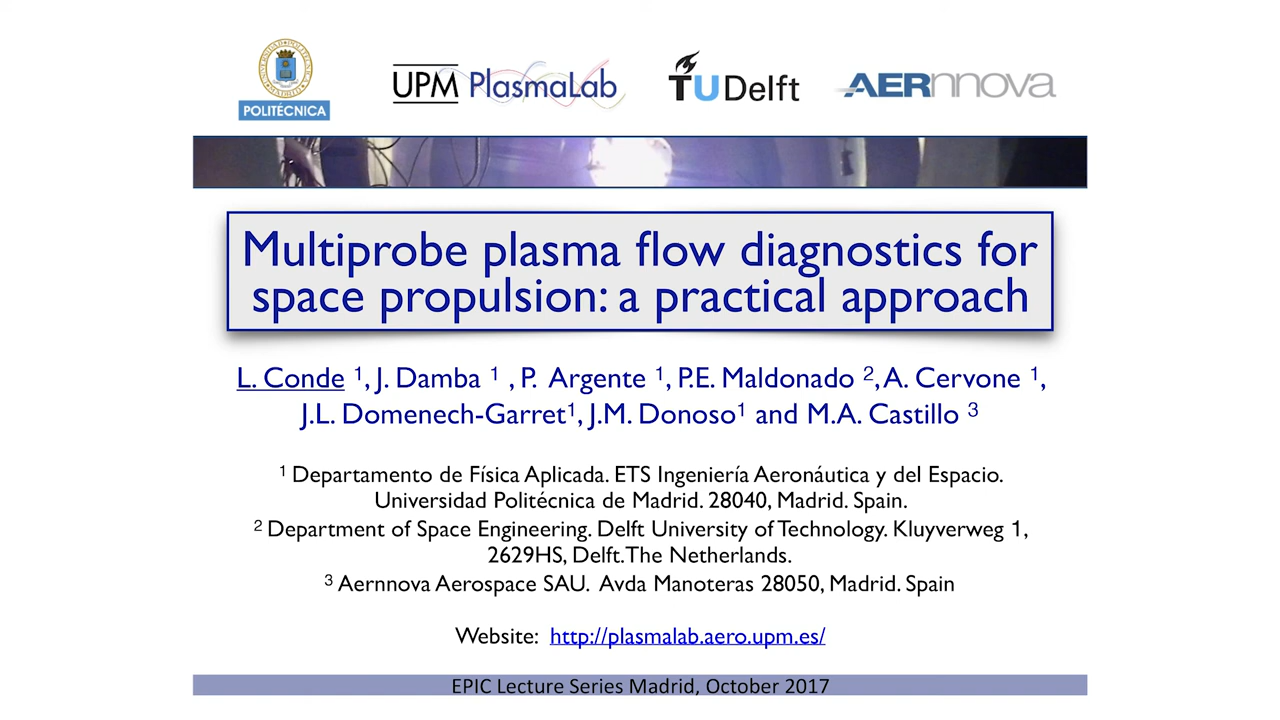 POLITÉCNICA
UPM PlasmaLab
TU Delft
AERnnova
Multiprobe plasma flow diagnostics for
space propulsion: a practical approach
L. Conde 1, J. Damba 1 , P. Argente 1, P.E. Maldonado 2, A. Cervone 1,
J.L. Domenech-Garret1, J.M. Donoso1 and M.A. Castillo 3
1 Departamento de Física Aplicada. ETS Ingeniería Aeronáutica y del Espacio.
Universidad Politécnica de Madrid. 28040, Madrid. Spain.
2 Department of Space Engineering. Delft University of Technology. Kluyverweg 1,
2629HS, Delft. The Netherlands.
3 Aernnova Aerospace SAU. Avda Manoteras 28050, Madrid. Spain
Website: http://plasmalab.aero.upm.es/
EPIC Lecture Series Madrid, October 2017